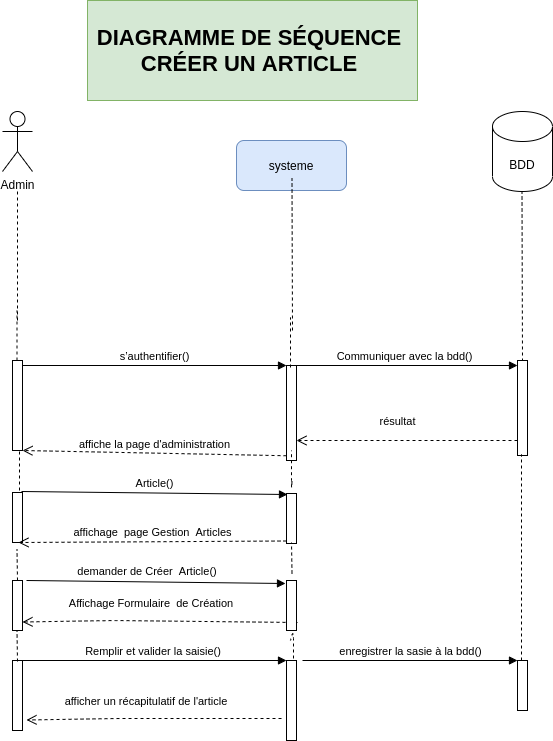 DIAGRAMME DE SÉQUENCE
CRÉER UN ARTICLE
Admin
systeme
BDD
s'authentifier()
Communiquer avec la bdd()
résultat
affiche la page d'administration
Article()
affichage page Gestion Articles
demander de Créer Article()
Affichage Formulaire de Création
Remplir et valider la saisie()
enregistrer la sasie à la bdd()
afficher un récapitulatif de l'article